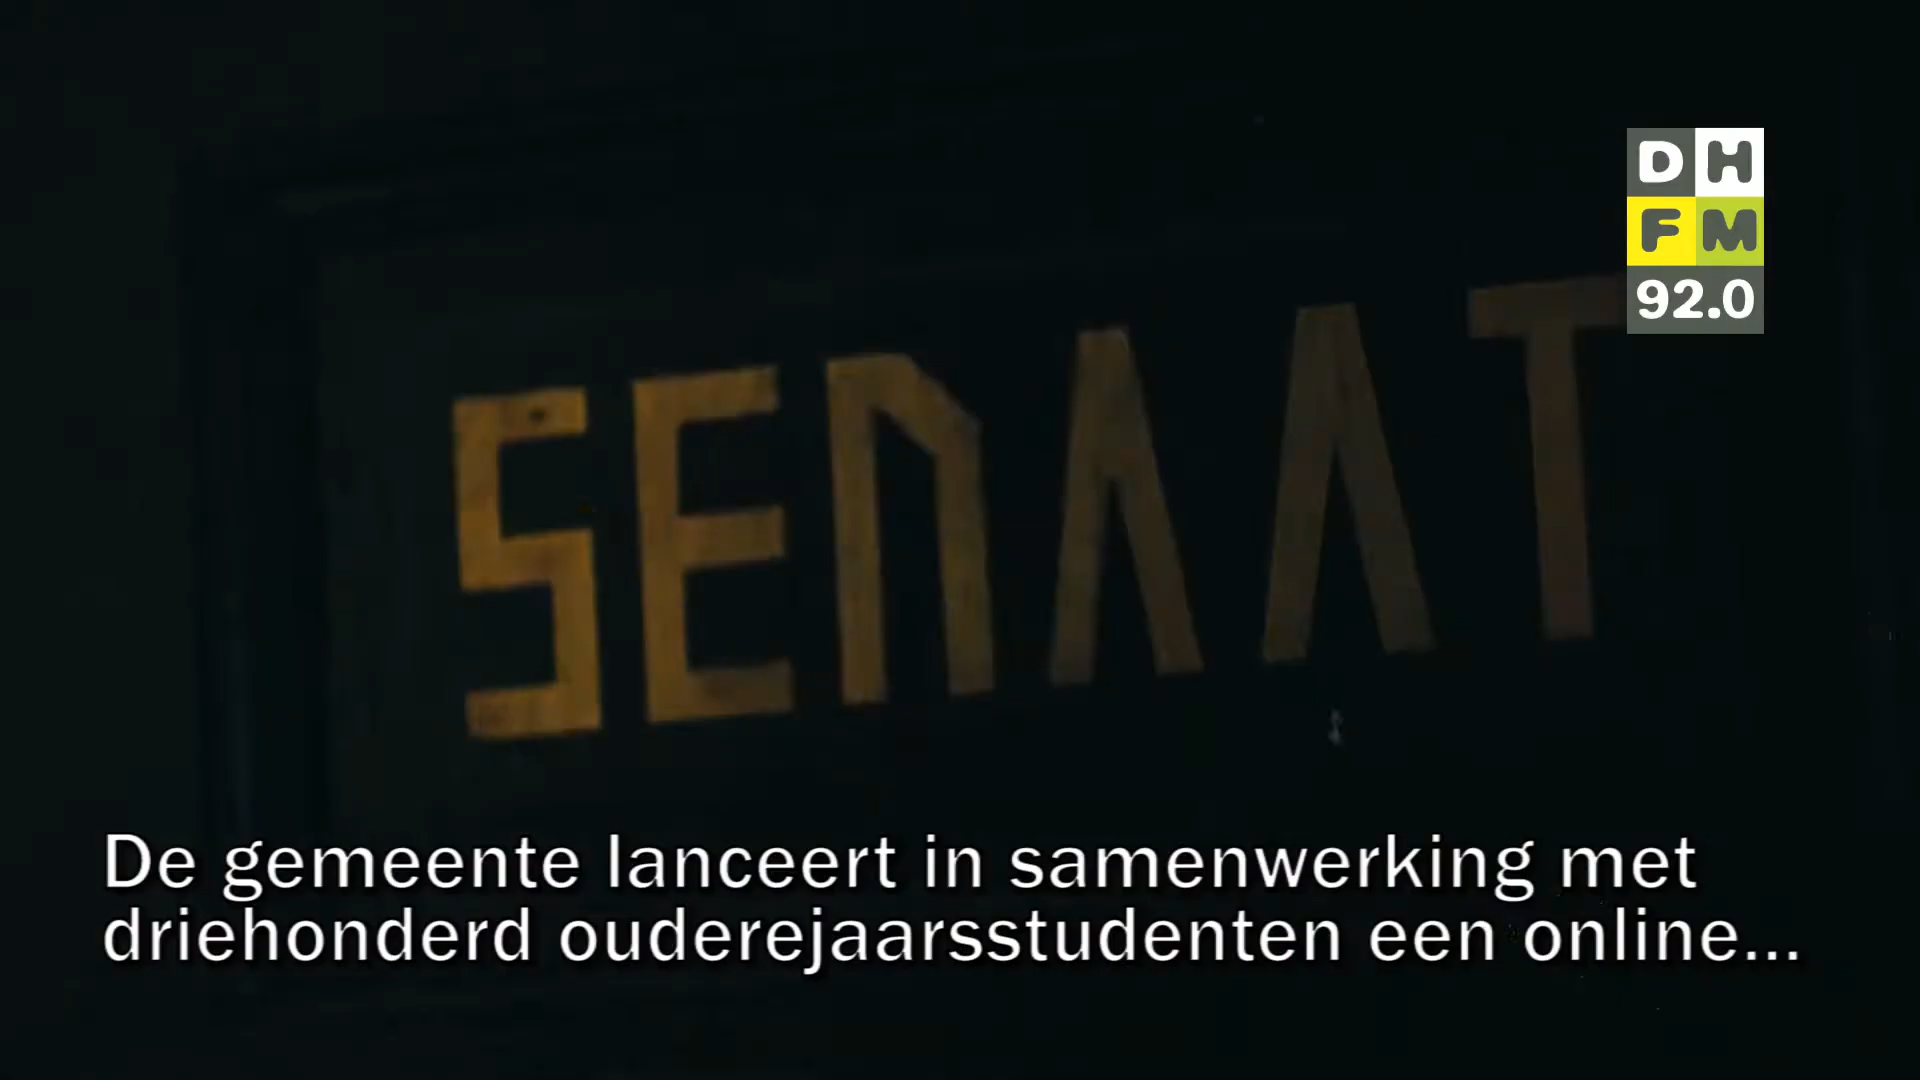 DH
FM
92.0
SENAAT
De gemeente lanceert in samenwerking met
driehonderd ouderejaarsstudenten een online...